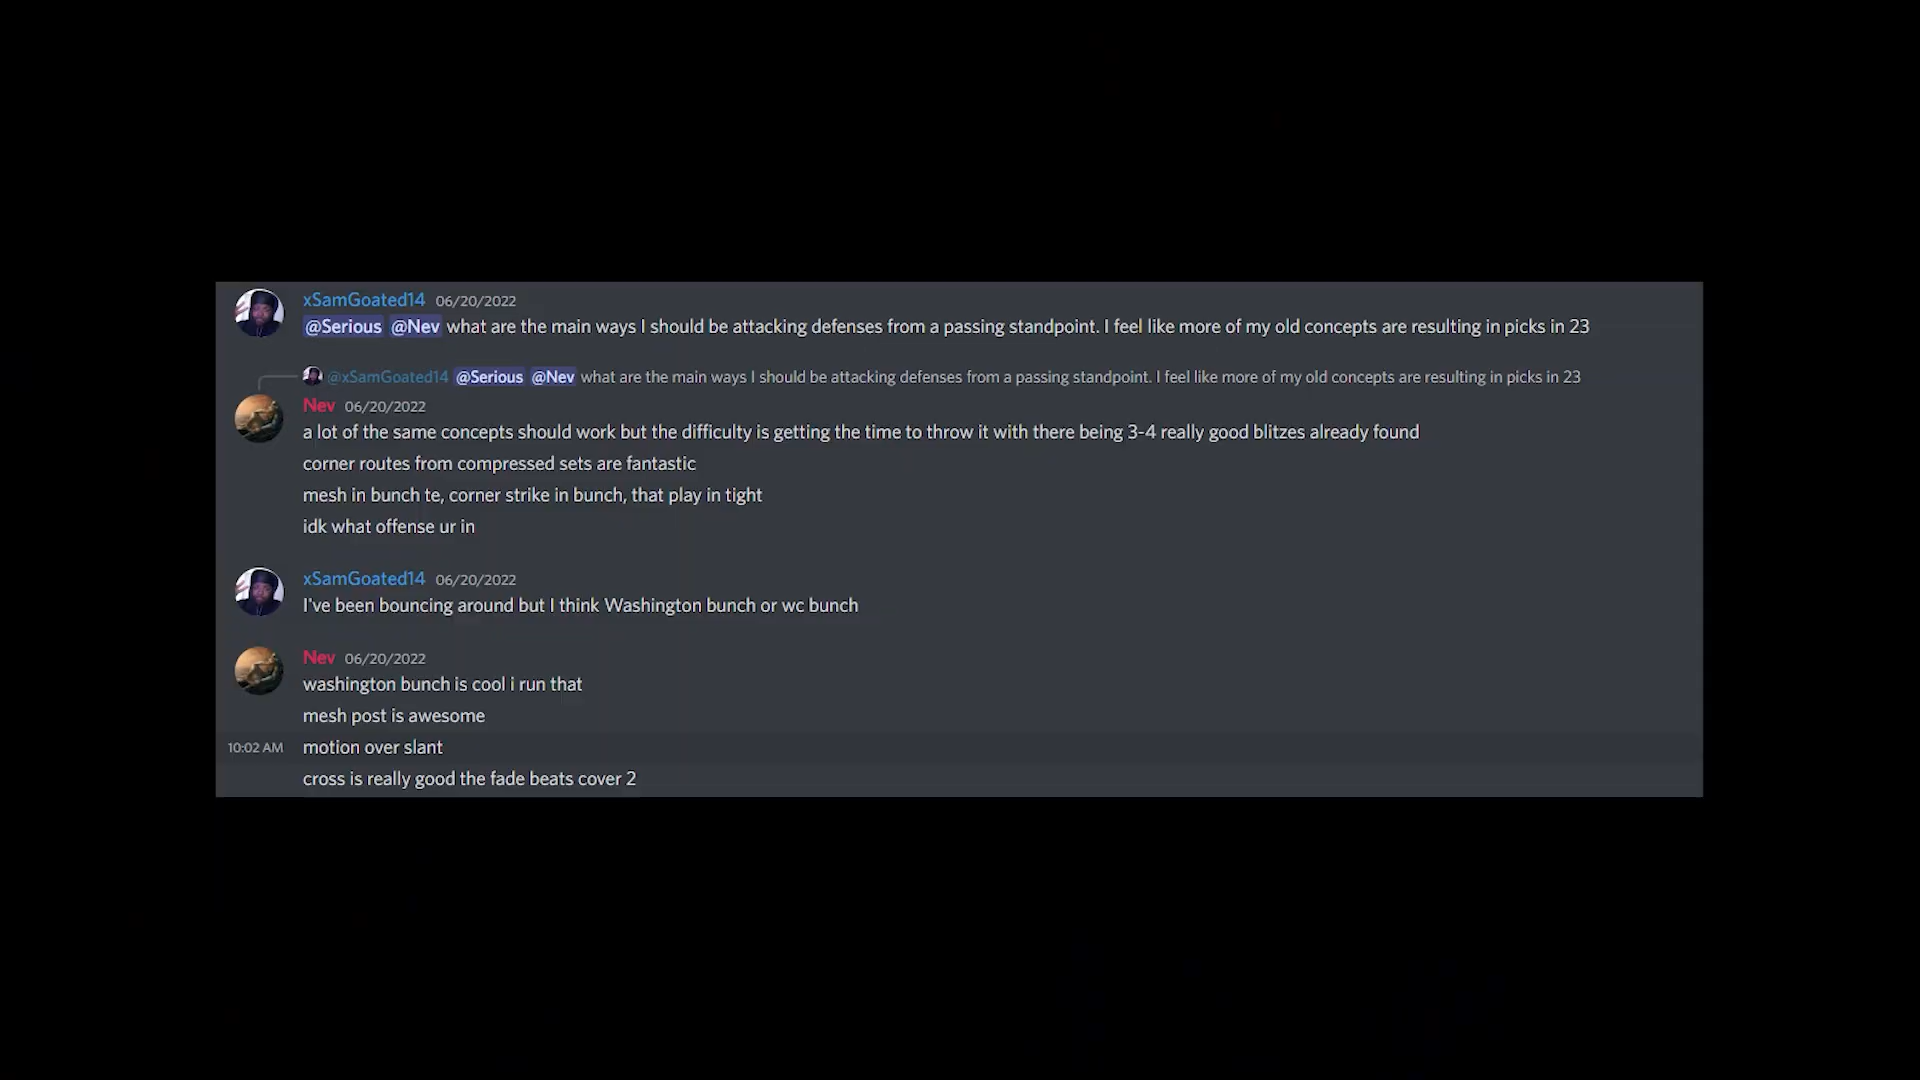 xSamGoated14 06/20/2022
@Serious @Nev what are the main ways I should be attacking defenses from a passing standpoint. I feel like more of my old concepts are resulting in picks in 23
@xSamGoated14 @Serious @Nev what are the main ways I should be attacking defenses from a passing standpoint. I feel like more of my old concepts are resulting in picks in 23
Nev 06/20/2022
a lot of the same concepts should work but the difficulty is getting the time to throw it with there being 3-4 really good blitzes already found
corner routes from compressed sets are fantastic
mesh in bunch te, corner strike in bunch, that play in tight
idk what offense ur in
xSamGoated14 06/20/2022
I've been bouncing around but I think Washington bunch or wc bunch
Nev 06/20/2022
washington bunch is cool i run that
mesh post is awesome
10:02 AM motion over slant
cross is really good the fade beats cover 2